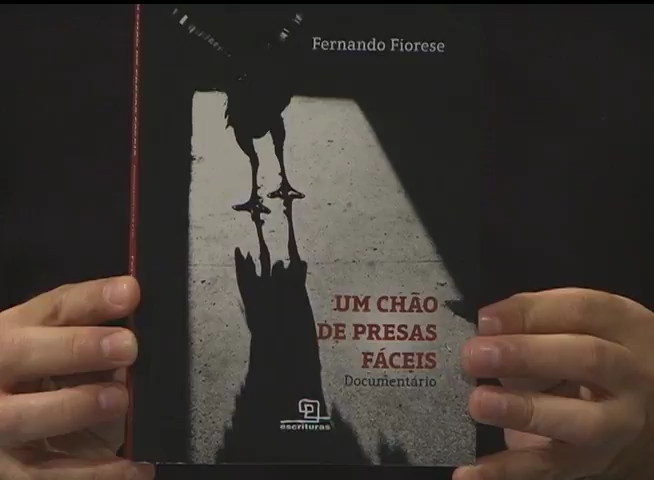 Fernando Fiorese
UM CHÃO
DE PRESAS
FÁCEIS
Documentário
escrituras